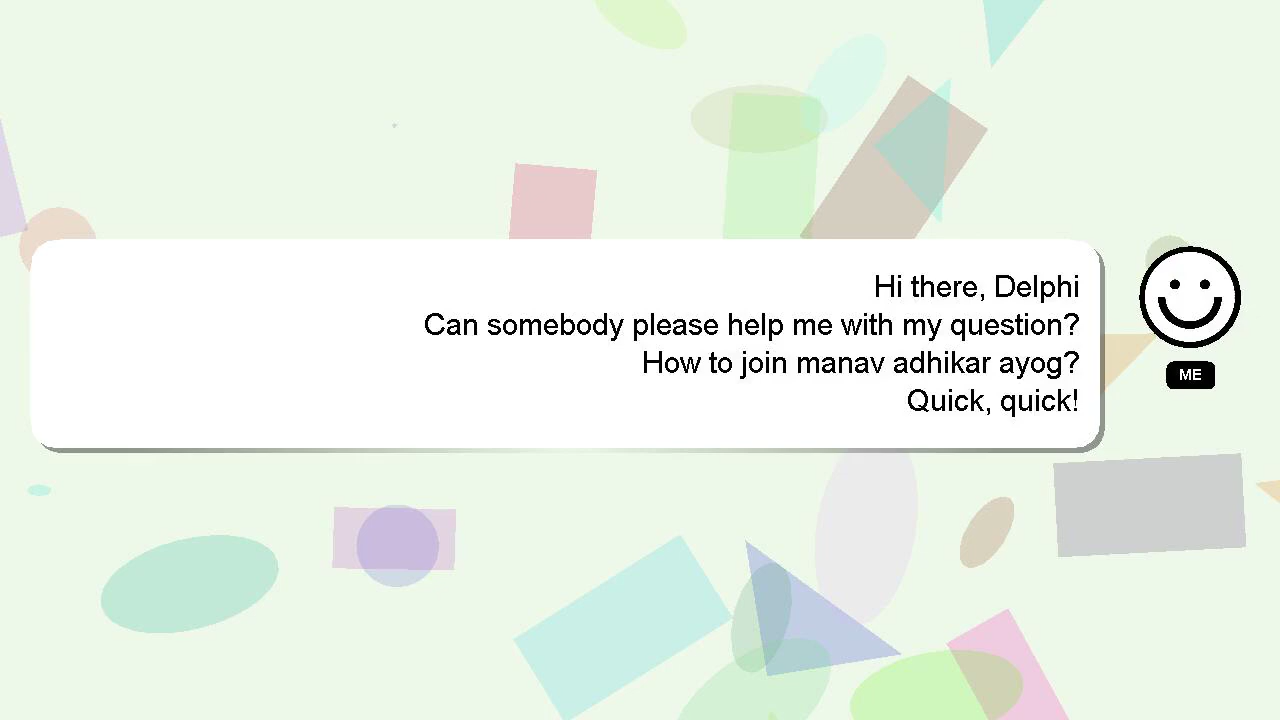 Hi there, Delphi
Can somebody please help me with my question?
How to join manav adhikar ayog?
Quick, quick!
ME